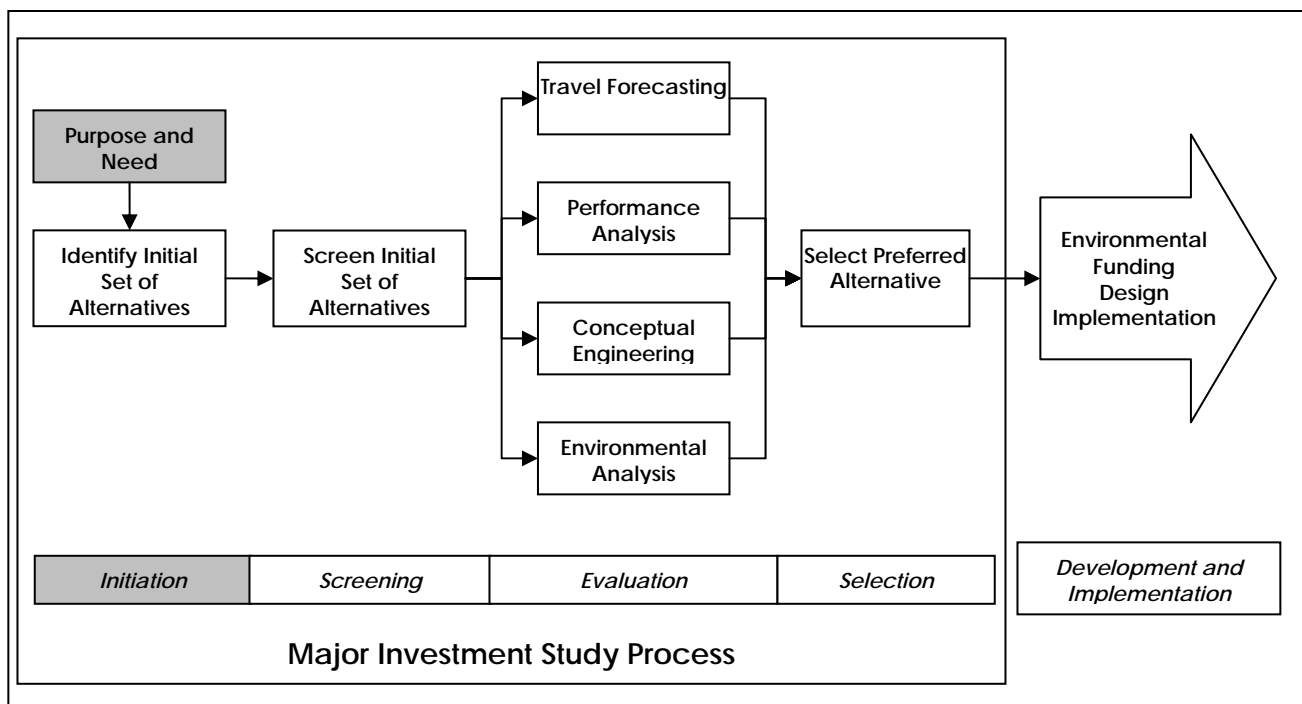 Travel Forecasting
Purpose and
Need
Performance
Analysis
Identify Initial
Set of
Alternatives
Screen Initial
Set of
Alternatives
Conceptual
Engineering
Environmental
Analysis
Select Preferred
Alternative
Environmental
Funding
Design
Implementation
Initiation
Screening
Evaluation
Selection
Development and
Implementation
Major Investment Study Process